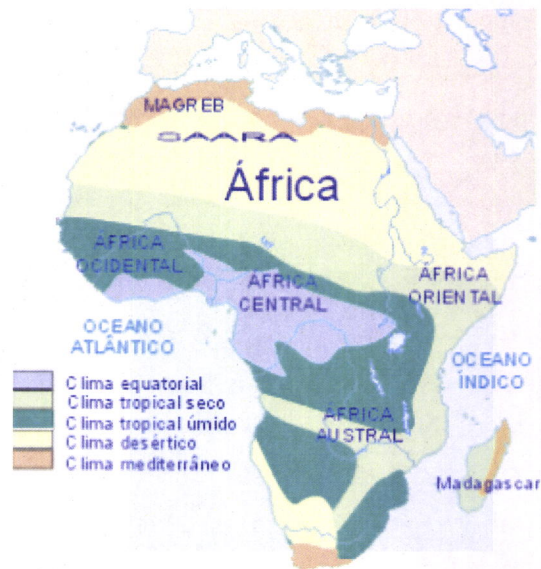 MAGREB
SAARA
África
ÁFRICA
OCIDENTAL
ÁFRICA
CENTRAL
ÁFRICA
ORIENTAL
OCEANO
ATLÂNTICO
OCEANO
ÍNDICO
Clima equatorial
Clima tropical seco
Clima tropical úmido
Clima desértico
Clima mediterrâneo
ÁFRICA
AUSTRAL
Madagascar